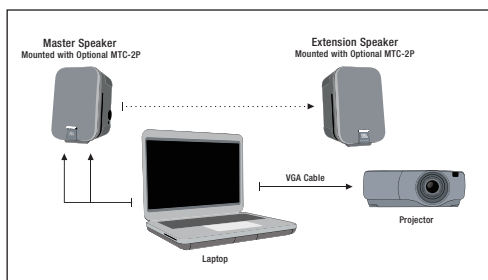 Master Speaker
Mounted with Optional MTC-2P
Extension Speaker
Mounted with Optional MTC-2P
VGA Cable
Projector
Laptop